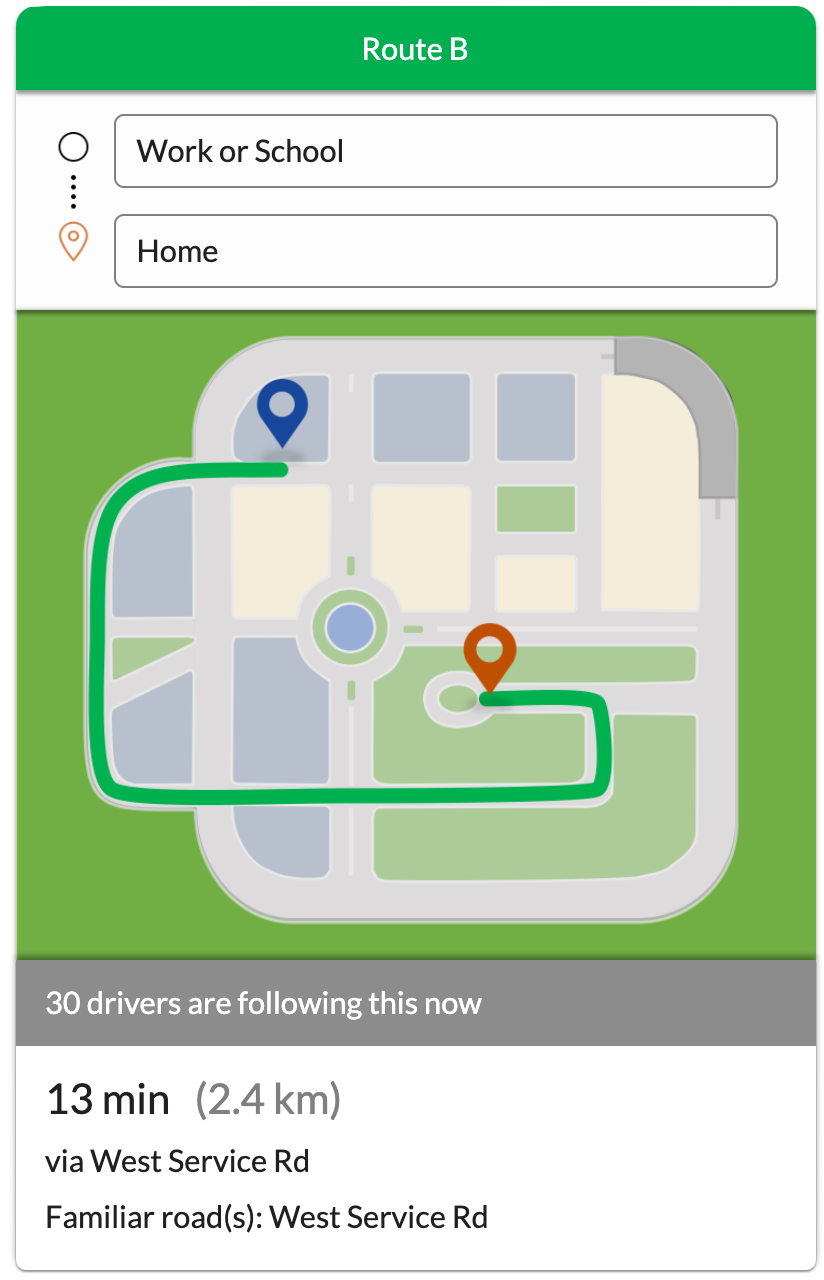 Route B
Work or School
Home
30 drivers are following this now
13 min (2.4 km)
via West Service Rd
Familiar road(s): West Service Rd